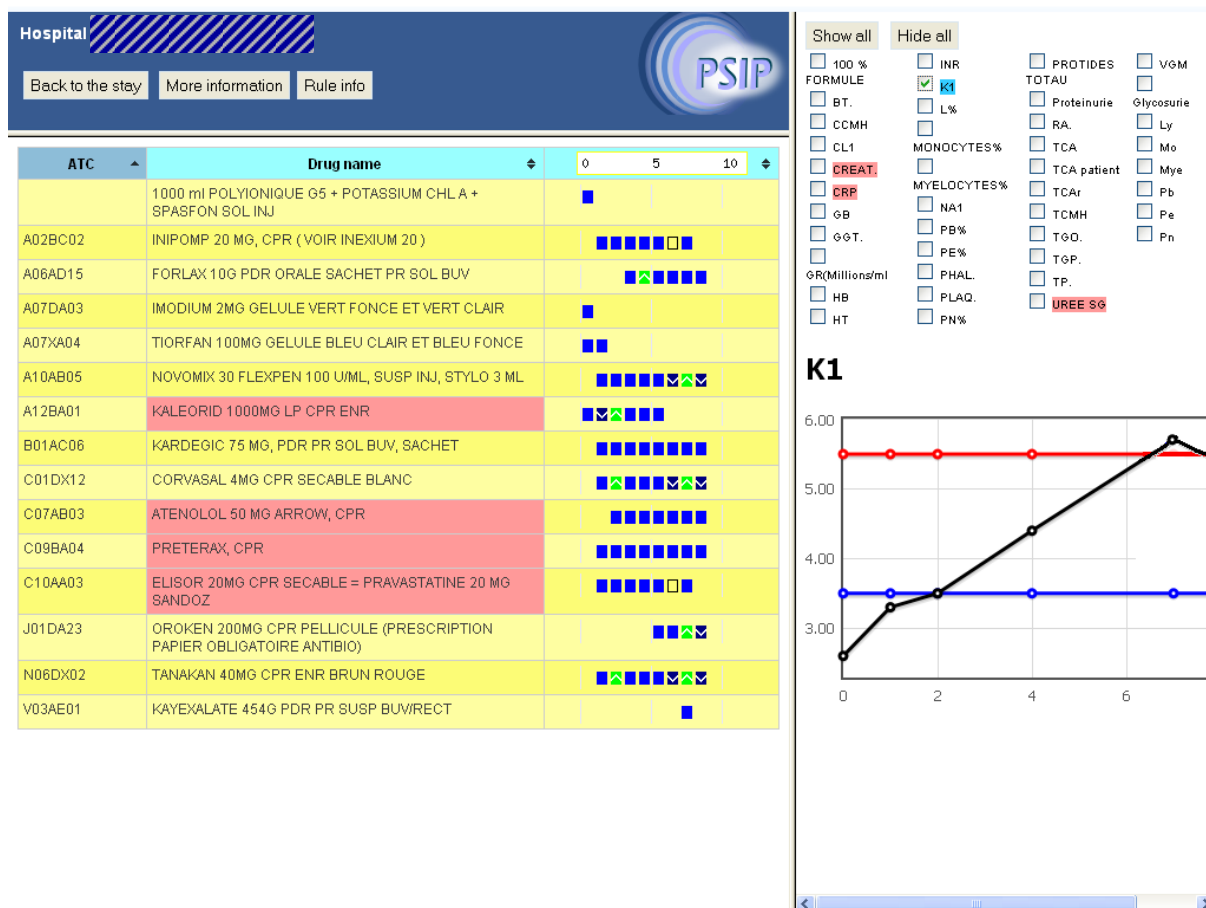 Hospital
Back to the stay More information Rule info
PSIP
ATC Drug name 0 5 10
1000 ml POLYIONIQUE G5 + POTASSIUM CHL A +
SPASFON SOL INJ
A02BC02 INIPOMP 20 MG, CPR ( VOIR INEXIUM 20 )
A06AD15 FORLAX 10G PDR ORALE SACHET PR SOL BUV
A07DA03 IMODIUM 2MG GELULE VERT FONCE ET VERT CLAIR
A07XA04 TIORFAN 100MG GELULE BLEU CLAIR ET BLEU FONCE
A10AB05 NOVOMIX 30 FLEXPEN 100 U/ML, SUSP INJ, STYLO 3 ML
A12BA01 KALEORID 1000MG LP CPR ENR
B01AC06 KARDEGIC 75 MG, PDR PR SOL BUV, SACHET
C01DX12 CORVASAL 4MG CPR SECABLE BLANC
C07AB03 ATENOLOL 50 MG ARROW, CPR
C09BA04 PRETERAX, CPR
C10AA03 ELISOR 20MG CPR SECABLE = PRAVASTATINE 20 MG
SANDOZ
J01DA23 OROKEN 200MG CPR PELLICULE (PRESCRIPTION
PAPIER OBLIGATOIRE ANTIBIO)
N06DX02 TANAKAN 40MG CPR ENR BRUN ROUGE
V03AE01 KAYEXALATE 454G PDR PR SUSP BUV/RECT
Show all Hide all
100 %
FORMULE
BT.
CCMH
CL1
CREAT.
CRP
GB
GGT.
GR(Millions/ml
HB
HT
INR
K1
L%
MONOCYTES%
MYELOCYTES%
NA1
PB%
PE%
PHAL.
PLAQ.
PN%
PROTIDES
TOTAU
Proteinurie
RA.
TCA
TCA patient
TCAr
TCMH
TGO.
TGP.
TP.
UREE SG
VGM
Glycosurie
Ly
Mo
Mye
Pb
Pe
Pn
K1
6.00
5.00
4.00
3.00
0 2 4 6